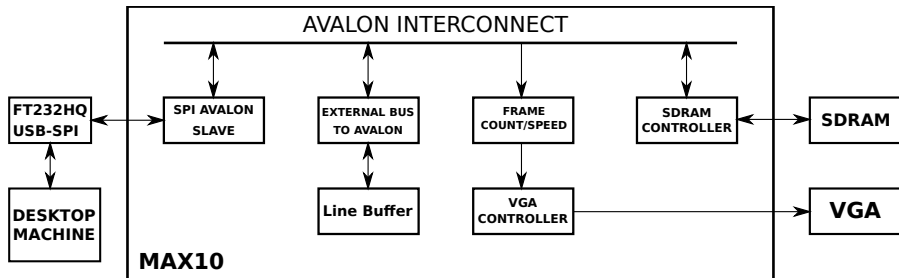 AVALON INTERCONNECT
FT232HQ
USB-SPI
SPI AVALON
SLAVE
EXTERNAL BUS
TO AVALON
FRAME
COUNT/SPEED
SDRAM
CONTROLLER
SDRAM
DESKTOP
MACHINE
Line Buffer
VGA
CONTROLLER
VGA
MAX10